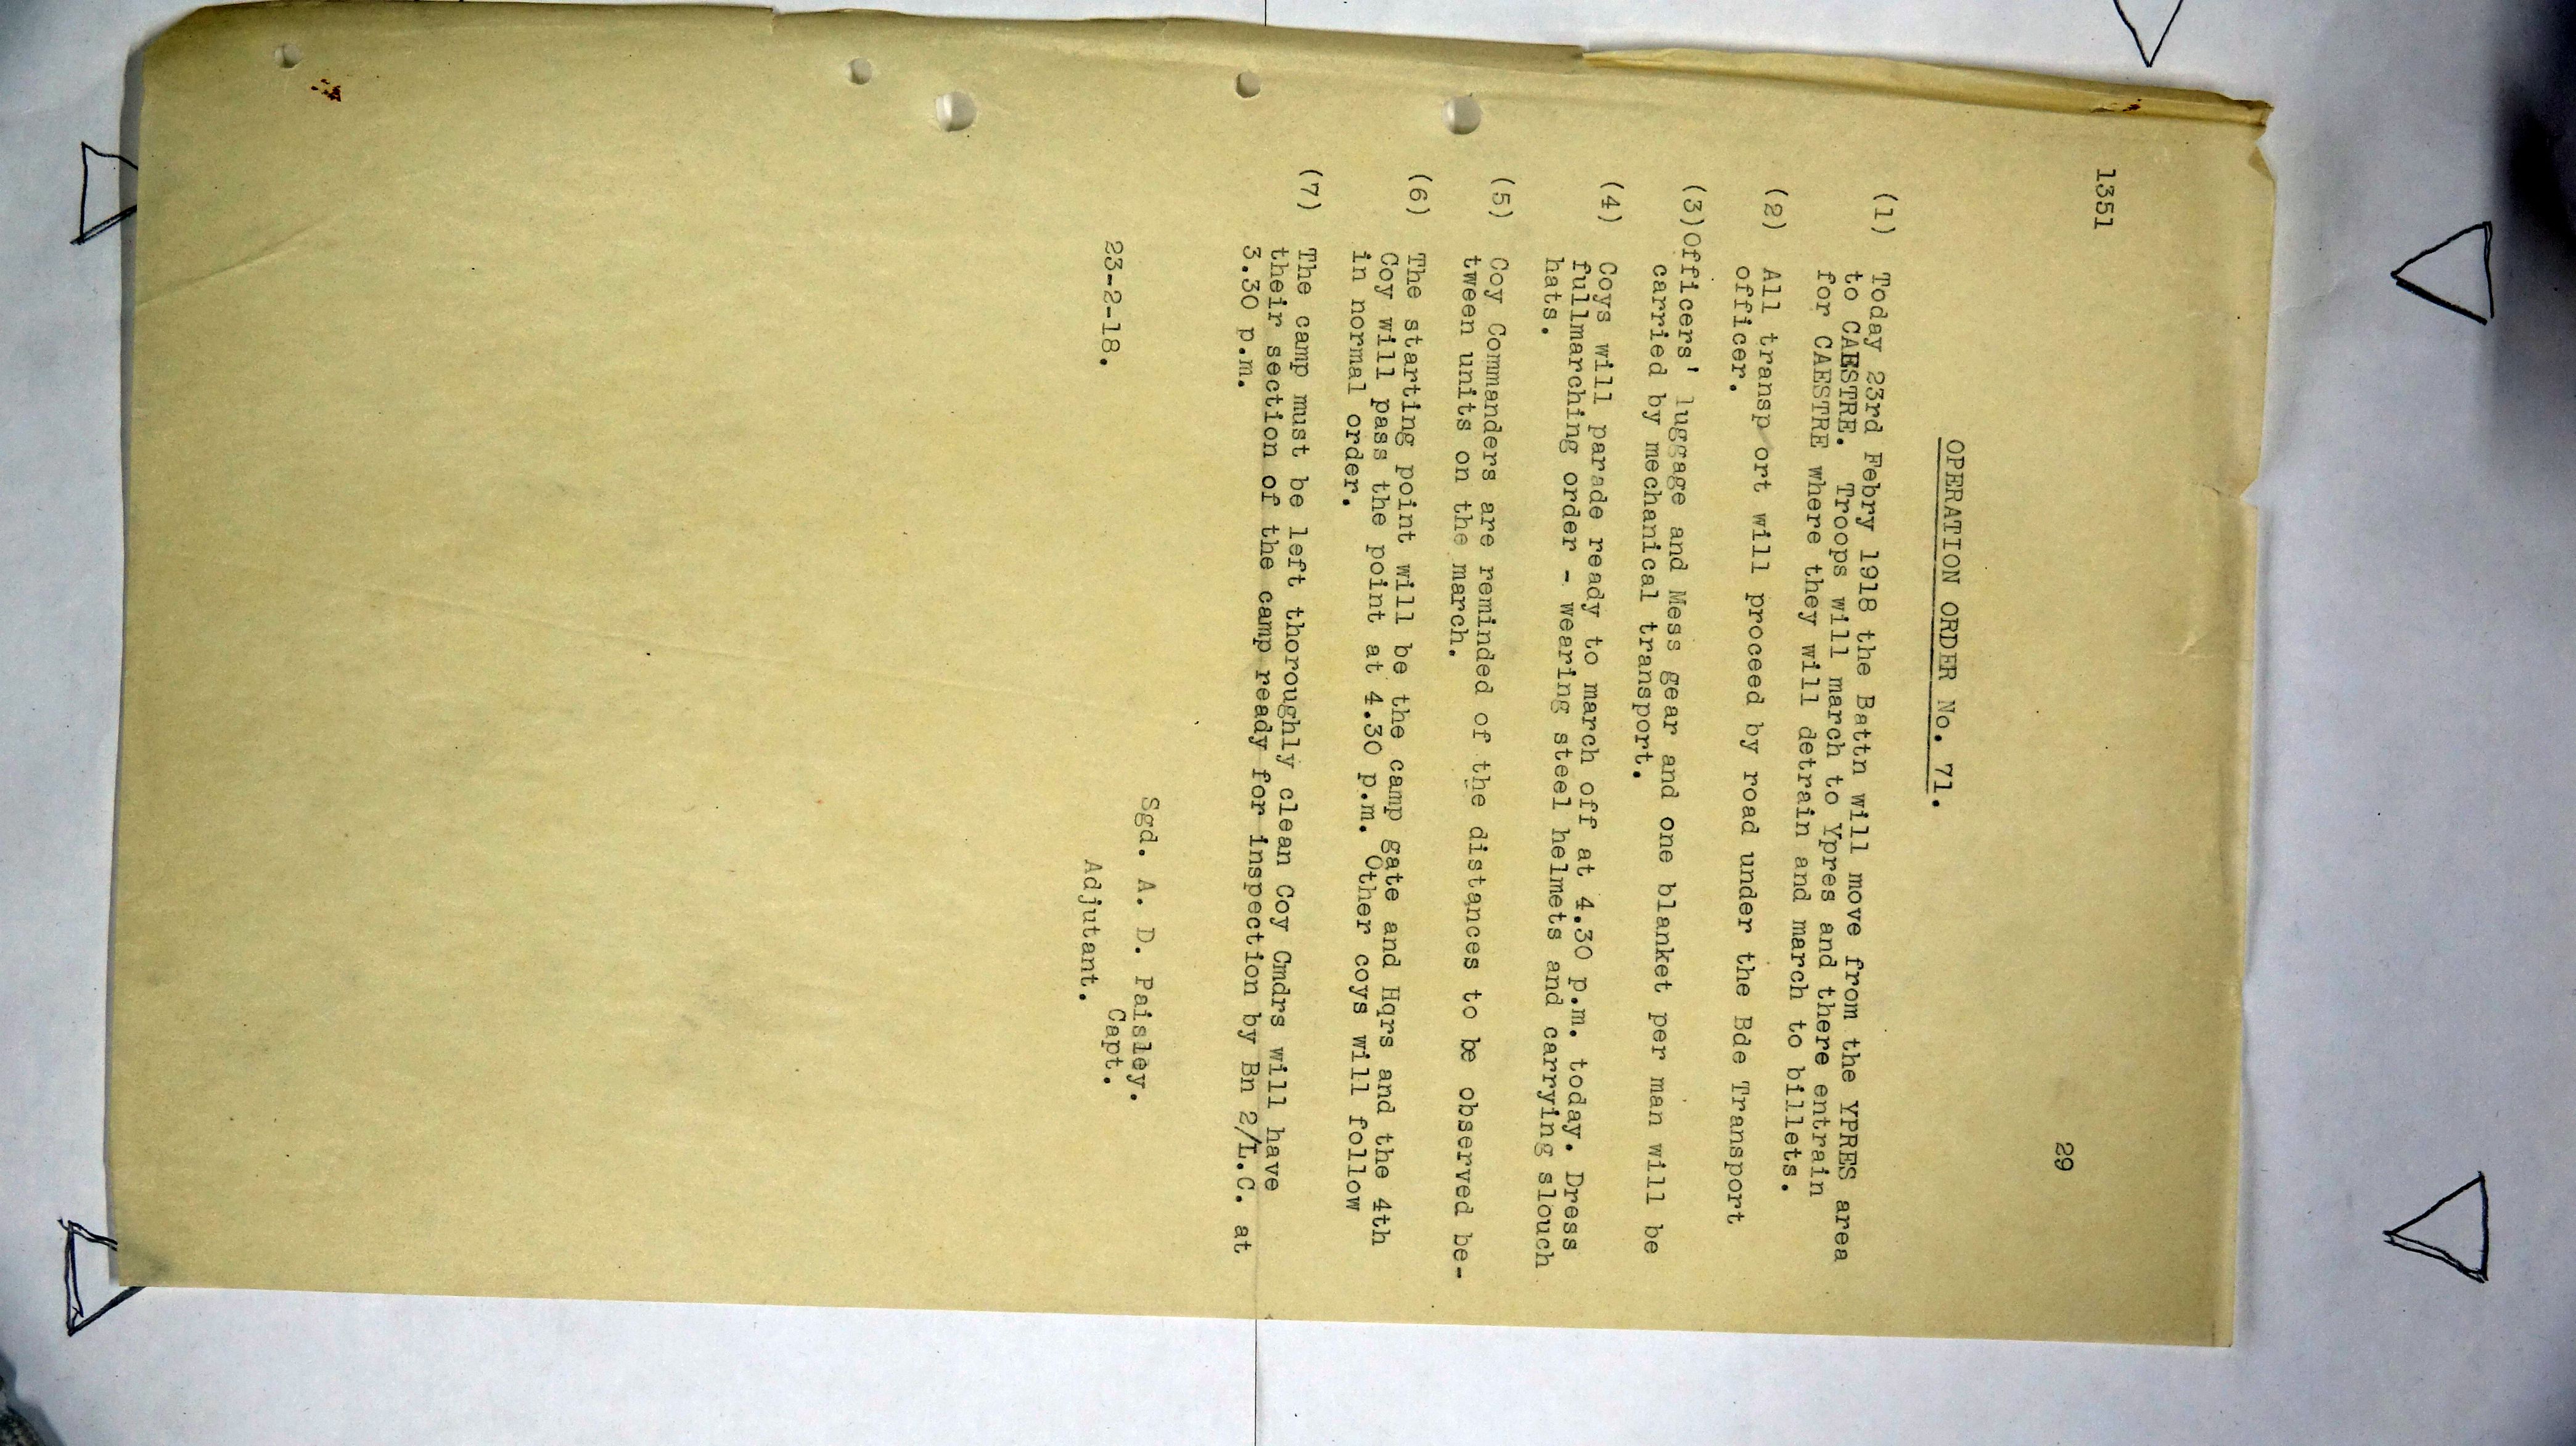 1351
29
OPERATION ORDER No. 71.
(1) Today 23rd Febry 1918 the Battn will move from the YPRES area
to CAESTRE. Troops will march to Ypres and there entrain
for CAESTRE where they will detrain and march to billets.
(2) All transp ort will proceed by road under the Bde Transport
officer.
(3)Officers' luggage and Mess gear and one blanket per man will be
carried by mechanical transport.
(4) Coys will parade ready to march off at 4.30 p.m. today. Dress
fullmarching order - wearing steel helmets and carrying slouch
hats.
(5) Coy Commanders are reminded of the distances to be observed be-
tween units on the march.
(6) The starting point will be the camp gate and Hqrs and the 4th
Coy will pass the point at 4.30 p.m. Other coys will follow
in normal order.
(7) The camp must be left thoroughly clean Coy Cmdrs will have
their section of the camp ready for inspection by Bn 2/L.C. at
3.30 p.m.
Sgd. A. D. Paisley.
Capt.
23-2-18. Adjutant.